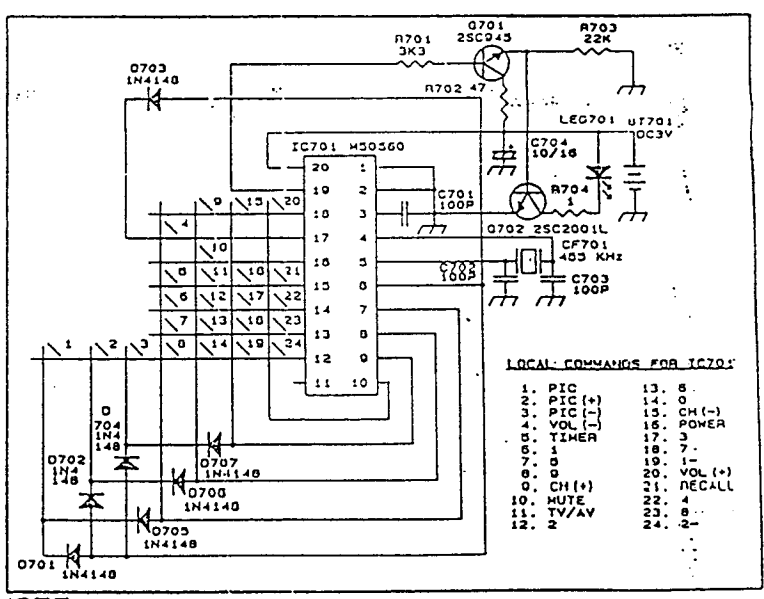 Q701
2SC945
R701
3K3
R703
22K
D703
1N4148
R702 47
LED701
BT701
DC3V
IC701 M50560
C704
10/16
20 1
19 2
18 3
17 4
16 5
15 6
14 7
13 8
12 9
11 10
C701
100P
R704
1
Q702 2SC2001L
CF701
455 KHz
C702
100P
C703
100P
9 15 20
4
10
5 11 16 21
6 12 17 22
7 13 18 23
1 2 3 8 14 19 24
D
704
1N4
148
D702
1N4
148
D707
1N4148
D706
1N4148
D705
1N4148
D701
1N4148
LOCAL COMMANDS FOR IC701
1. PIC
2. PIC(+)
3. PIC(-)
4. VOL(-)
5. TIMER
6. 1
7. 5
8. 9
9. CH(+)
10. MUTE
11. TV/AV
12. 2
13. 6
14. 0
15. CH(-)
16. POWER
17. 3
18. 7
19. 1-
20. VOL(+)
21. RECALL
22. 4
23. 8
24. 2-